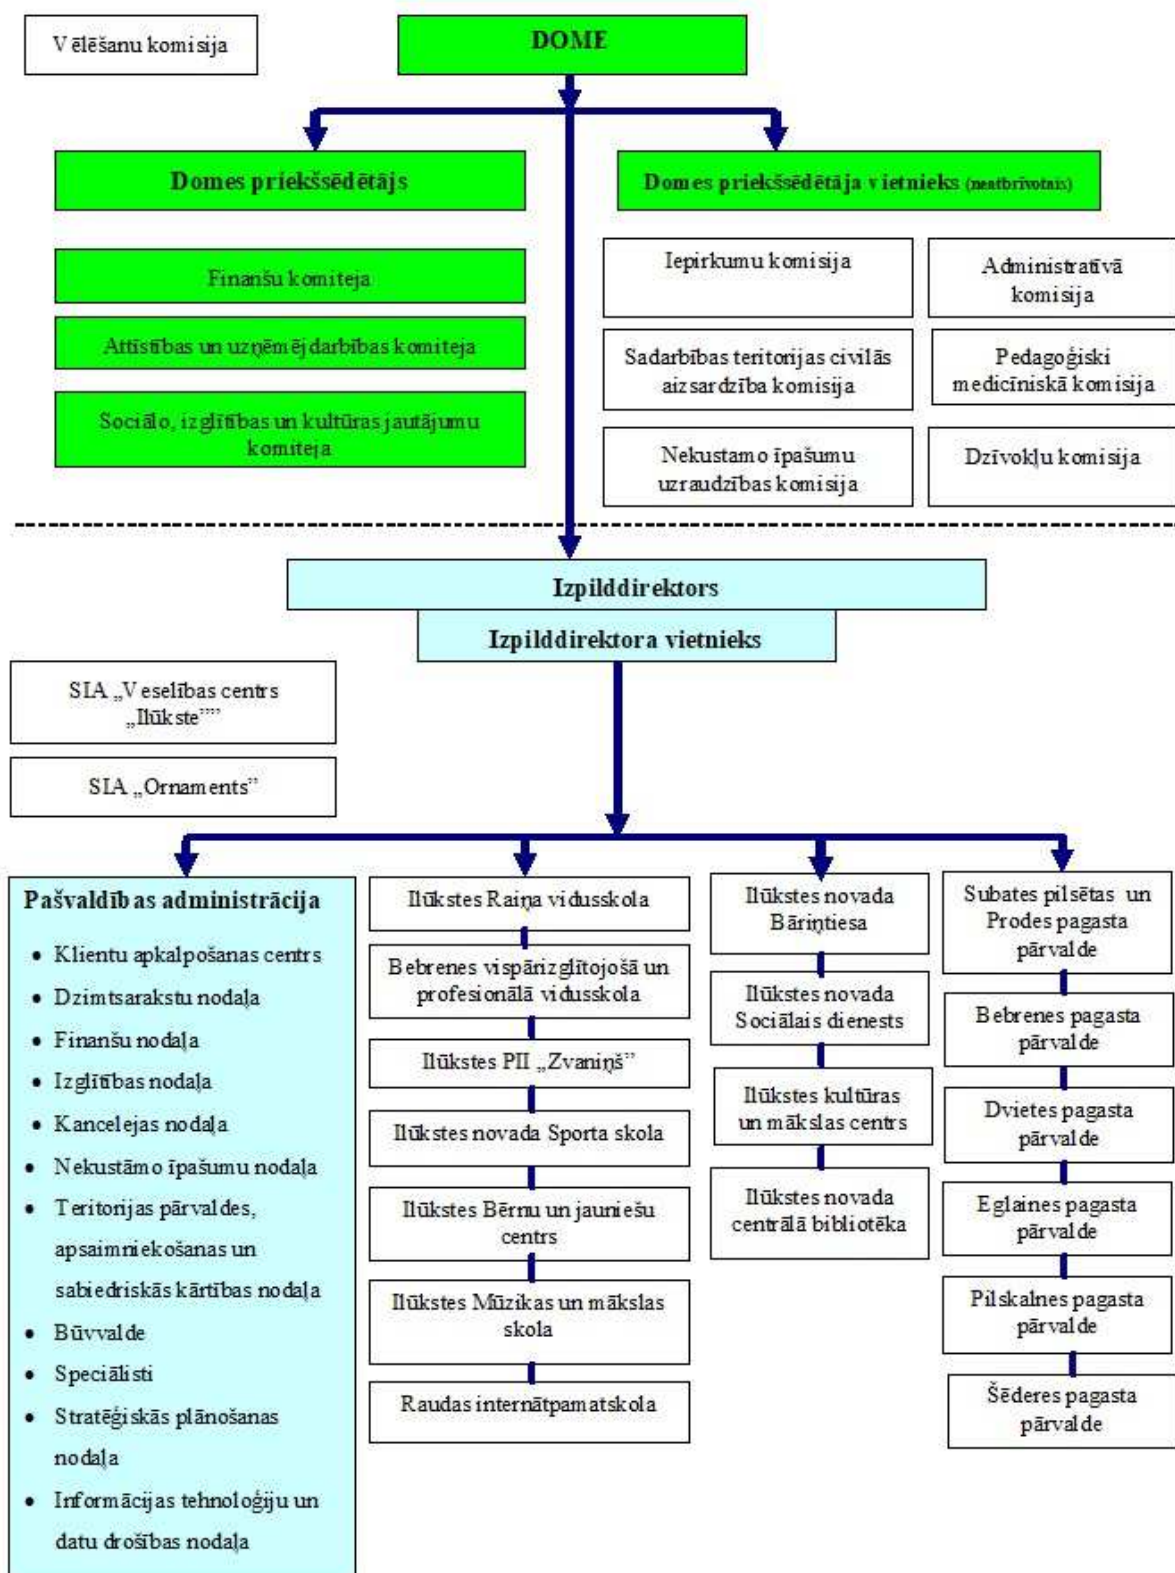 Vēlēšanu komisija
DOME
Domes priekšsēdētājs
Domes priekšsēdētāja vietnieks (neatbrīvotais)
Finanšu komiteja
Attīstības un uzņēmējdarbības komiteja
Sociālo, izglītības un kultūras jautājumu
komiteja
Iepirkumu komisija
Administratīvā
komisija
Sadarbības teritorijas civilās
aizsardzība komisija
Pedagoģiski
medicīniskā komisija
Nekustamo īpašumu
uzraudzības komisija
Dzīvokļu komisija
Izpilddirektors
Izpilddirektora vietnieks
SIA „Veselības centrs
„Ilūkste””
SIA „Ornaments”
Pašvaldības administrācija
• Klientu apkalpošanas centrs
• Dzimtsarakstu nodaļa
• Finanšu nodaļa
• Izglītības nodaļa
• Kancelejas nodaļa
• Nekustāmo īpašumu nodaļa
• Teritorijas pārvaldes,
apsaimniekošanas un
sabiedriskās kārtības nodaļa
• Būvvalde
• Speciālisti
• Stratēģiskās plānošanas
nodaļa
• Informācijas tehnoloģiju un
datu drošības nodaļa
Ilūkstes Raiņa vidusskola
Bebrenes vispārizglītojošā un
profesionālā vidusskola
Ilūkstes PII „Zvaniņš”
Ilūkstes novada Sporta skola
Ilūkstes Bērnu un jauniešu
centrs
Ilūkstes Mūzikas un mākslas
skola
Raudas internātpamatskola
Ilūkstes novada
Bāriņtiesa
Ilūkstes novada
Sociālais dienests
Ilūkstes kultūras
un mākslas centrs
Ilūkstes novada
centrālā bibliotēka
Subates pilsētas un
Prodes pagasta
pārvalde
Bebrenes pagasta
pārvalde
Dvietes pagasta
pārvalde
Eglaines pagasta
pārvalde
Pilskalnes pagasta
pārvalde
Šēderes pagasta
pārvalde